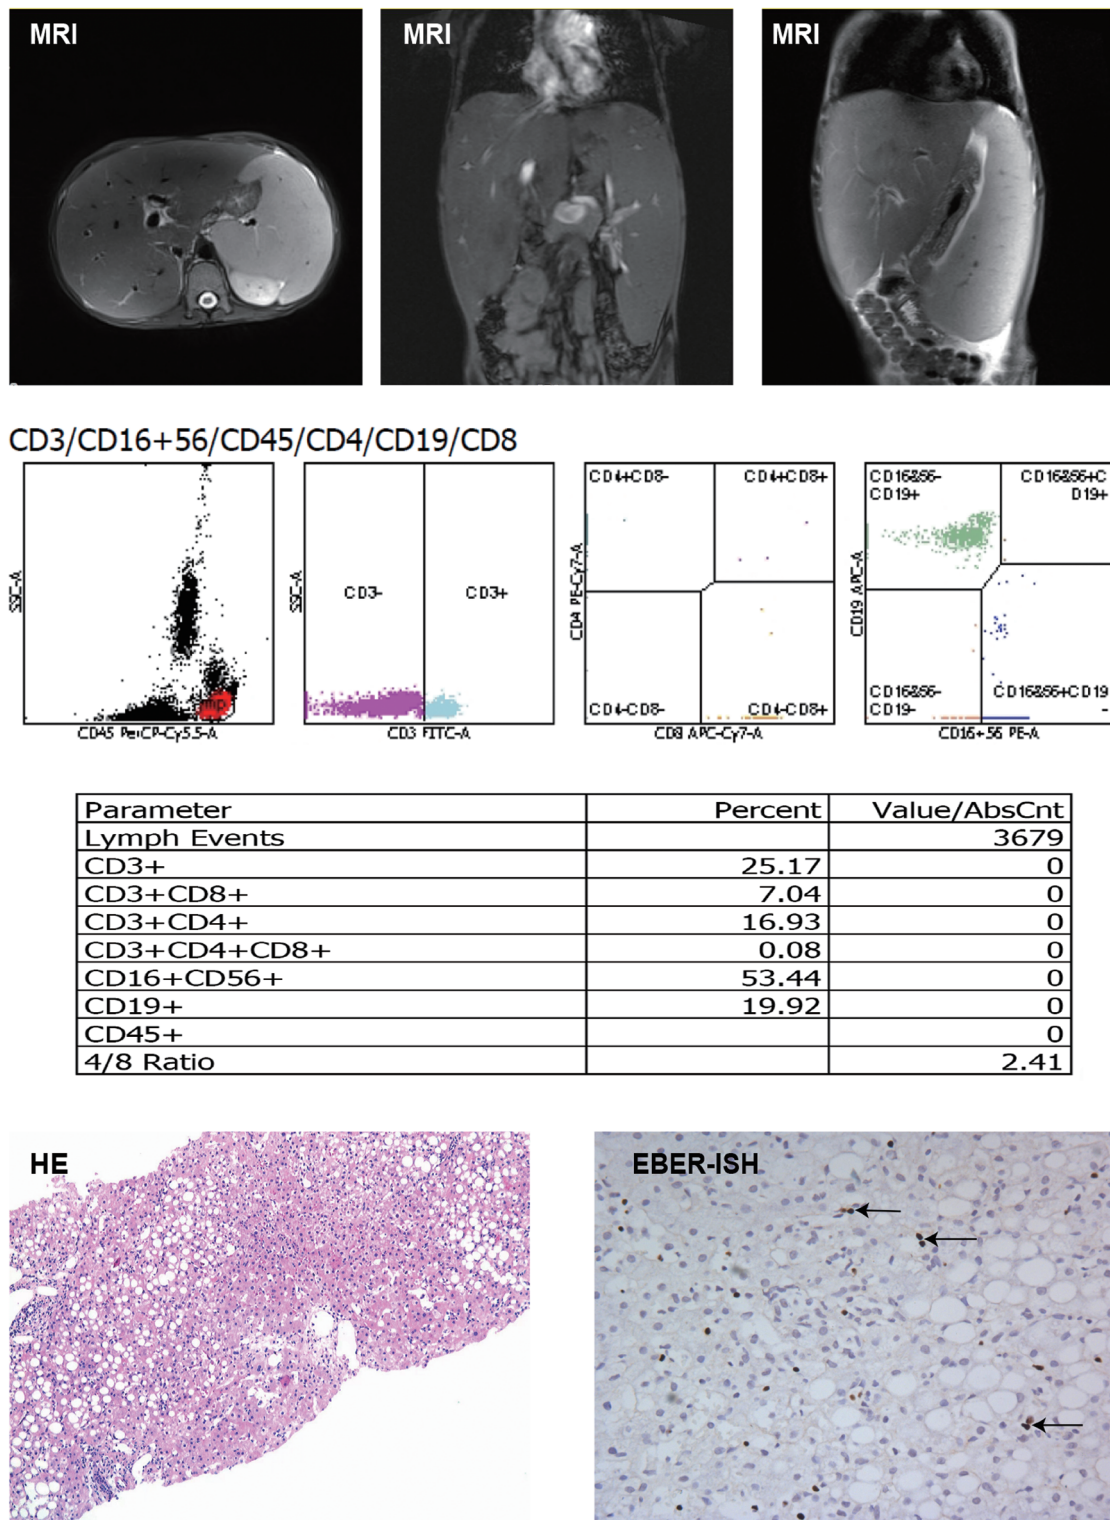 MRI
MRI
MRI
CD3/CD16+56/CD45/CD4/CD19/CD8
SSC-A
CD45 PerCP-Cy5.5-A
SSC-A
CD3-
CD3+
CD3 FITC-A
CD4 PE-Cy7-A
CD4+CD8-
CD4+CD8+
CD4-CD8-
CD4-CD8+
CD8 APC-Cy7-A
CD19 APC-A
CD16&56-
CD19+
CD16&56+C
D19+
CD16&56-
CD19-
CD16&56+CD19
-
CD16+56 PE-A
Parameter Percent Value/AbsCnt
Lymph Events 3679
CD3+ 25.17 0
CD3+CD8+ 7.04 0
CD3+CD4+ 16.93 0
CD3+CD4+CD8+ 0.08 0
CD16+CD56+ 53.44 0
CD19+ 19.92 0
CD45+ 0
4/8 Ratio 2.41
HE
EBER-ISH